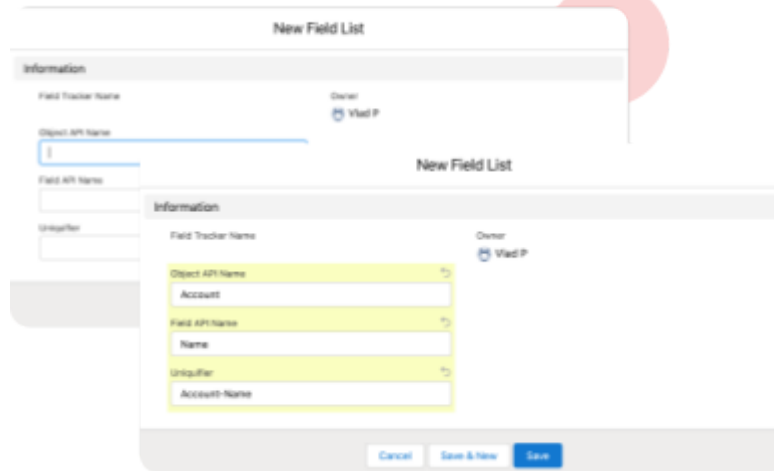 New Field List
Information
Field Tracker Name
Owner
Vlad P
Object API Name
Field API Name
Uniquifier
New Field List
Information
Field Tracker Name
Owner
Vlad P
Object API Name
Account
Field API Name
Name
Uniquifier
Account-Name
Cancel
Save & New
Save